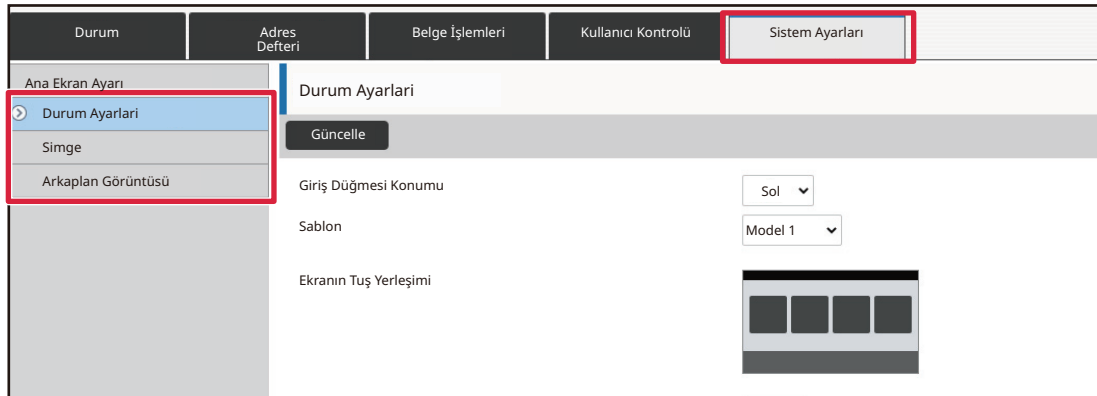 Durum
Adres
Defteri
Belge İşlemleri
Kullanıcı Kontrolü
Sistem Ayarları
Ana Ekran Ayarı
Durum Ayarlari
Simge
Arkaplan Görüntüsü
Durum Ayarlari
Güncelle
Giriş Düğmesi Konumu
Sol
Sablon
Model 1
Ekranın Tuş Yerleşimi